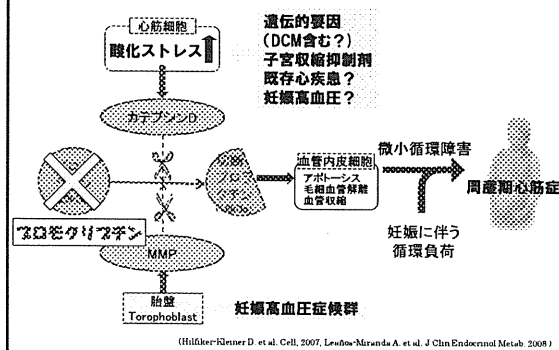 心筋細胞
酸化ストレス
遺伝的要因
(DCM含む?)
子宮収縮抑制剤
既存心疾患?
妊娠高血圧?
カテプシンD
血管内皮細胞
アポトーシス
毛細血管解離
血管収縮
微小循環障害
周産期心筋症
妊娠に伴う
循環負荷
ブロモクリプチン
MMP
胎盤
Torophoblast
妊娠高血圧症候群
(Hilfiker-Kleiner D. et al. Cell, 2007, Leaños-Miranda A. et al. J Clin Endocrinol Metab. 2008)